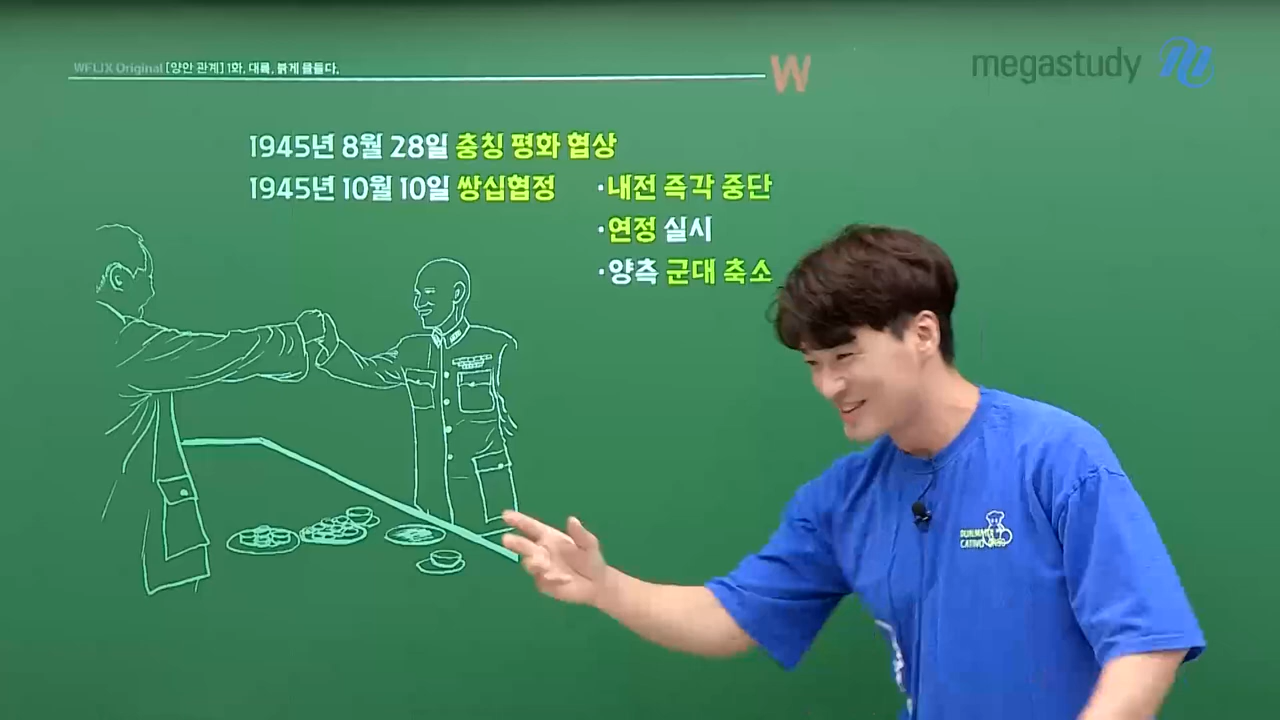 WFLIX Original [양안 관계] 1화, 대륙, 붉게 물들다.
W
megastudy
1945년 8월 28일 충칭 평화 협상
1945년 10월 10일 쌍십협정
·내전 즉각 중단
·연정 실시
·양측 군대 축소